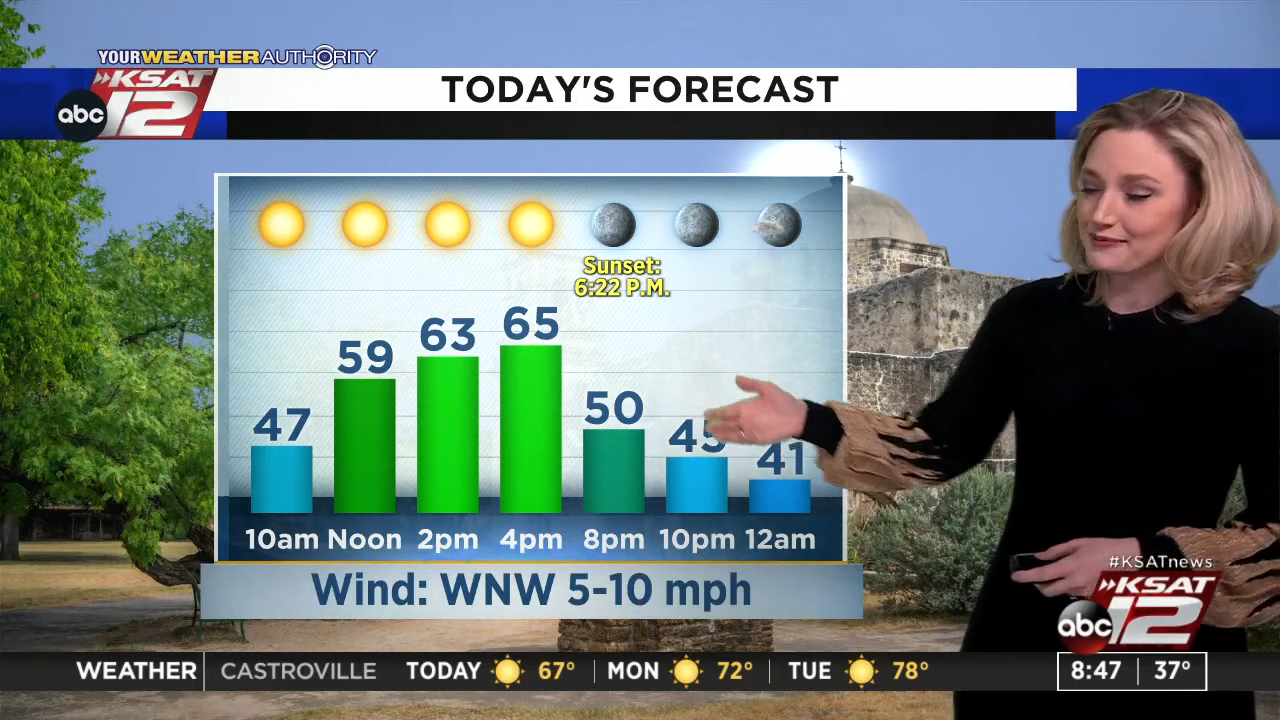 YOURWEATHERAUTHORITY
KSAT
abc 12
TODAY'S FORECAST
Sunset:
6:22 P.M.
47 59 63 65 50 45 41
10am Noon 2pm 4pm 8pm 10pm 12am
Wind: WNW 5-10 mph
#KSATnews
KSAT
abc 12
WEATHER CASTROVILLE TODAY 67° MON 72° TUE 78° 8:47 37°